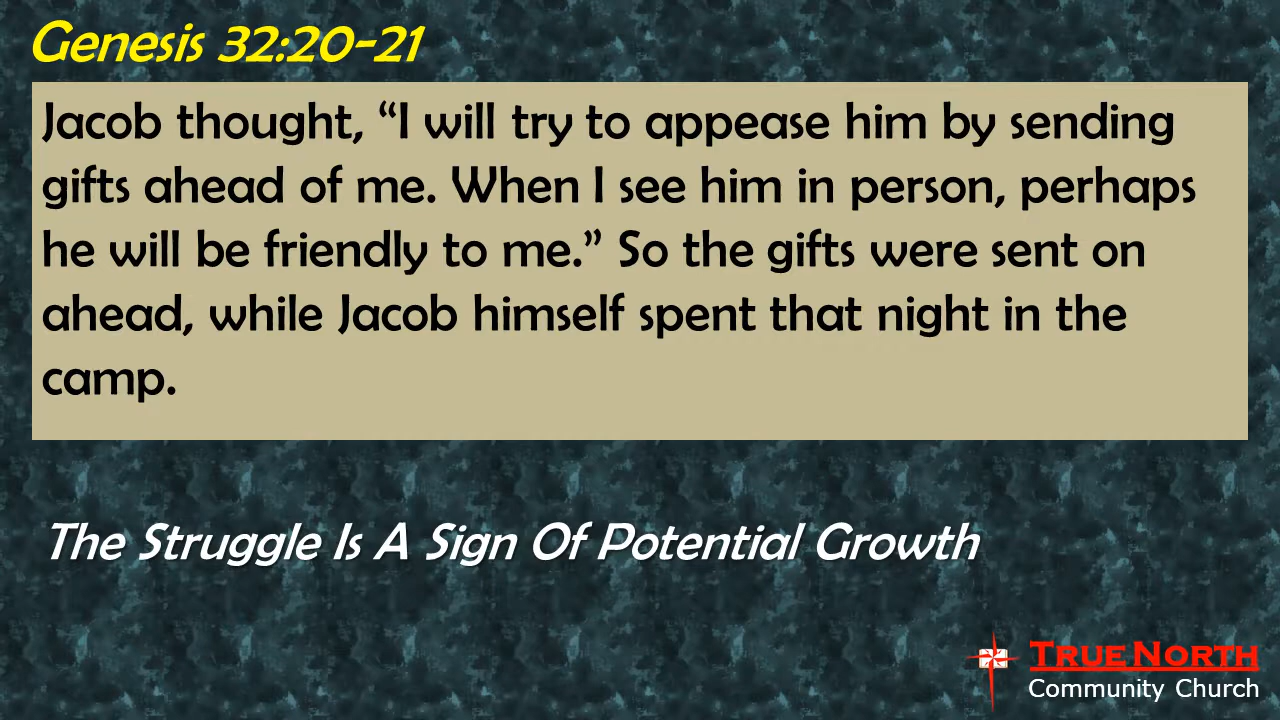 Genesis 32:20-21
Jacob thought, “I will try to appease him by sending
gifts ahead of me. When I see him in person, perhaps
he will be friendly to me.” So the gifts were sent on
ahead, while Jacob himself spent that night in the
camp.
The Struggle Is A Sign Of Potential Growth
TRUE NORTH
Community Church